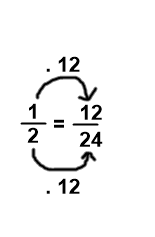 . 12
1/2 = 12/24
. 12